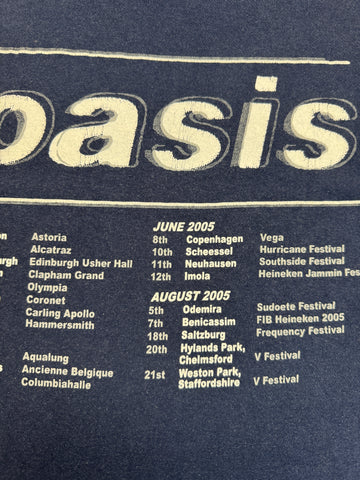 oasis
on Astoria
Alcatraz
urgh Edinburgh Usher Hall
n Clapham Grand
Olympia
Coronet
Carling Apollo
Hammersmith
Aqualung
s Ancienne Belgique
Columbiahalle
JUNE 2005
8th Copenhagen Vega
10th Scheessel Hurricane Festival
11th Neuhausen Southside Festival
12th Imola Heineken Jammin Fes
AUGUST 2005
5th Odemira Sudoete Festival
7th Benicassim FIB Heineken 2005
18th Saltzburg Frequency Festival
20th Hylands Park,
Chelmsford V Festival
21st Weston Park,
Staffordshire V Festival